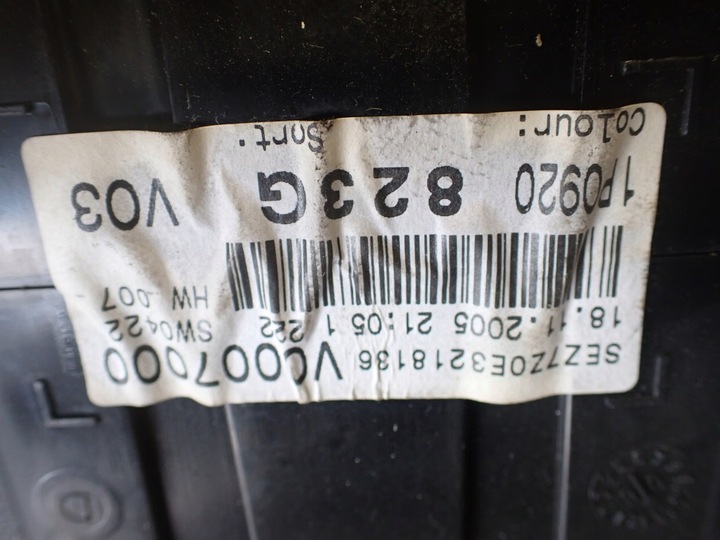 SEZ7Z0E3218136 VC007000
18.11.2005 21:05 1 222 SW0422
HW .007
1P0920 823G V03
Colour: Sort: